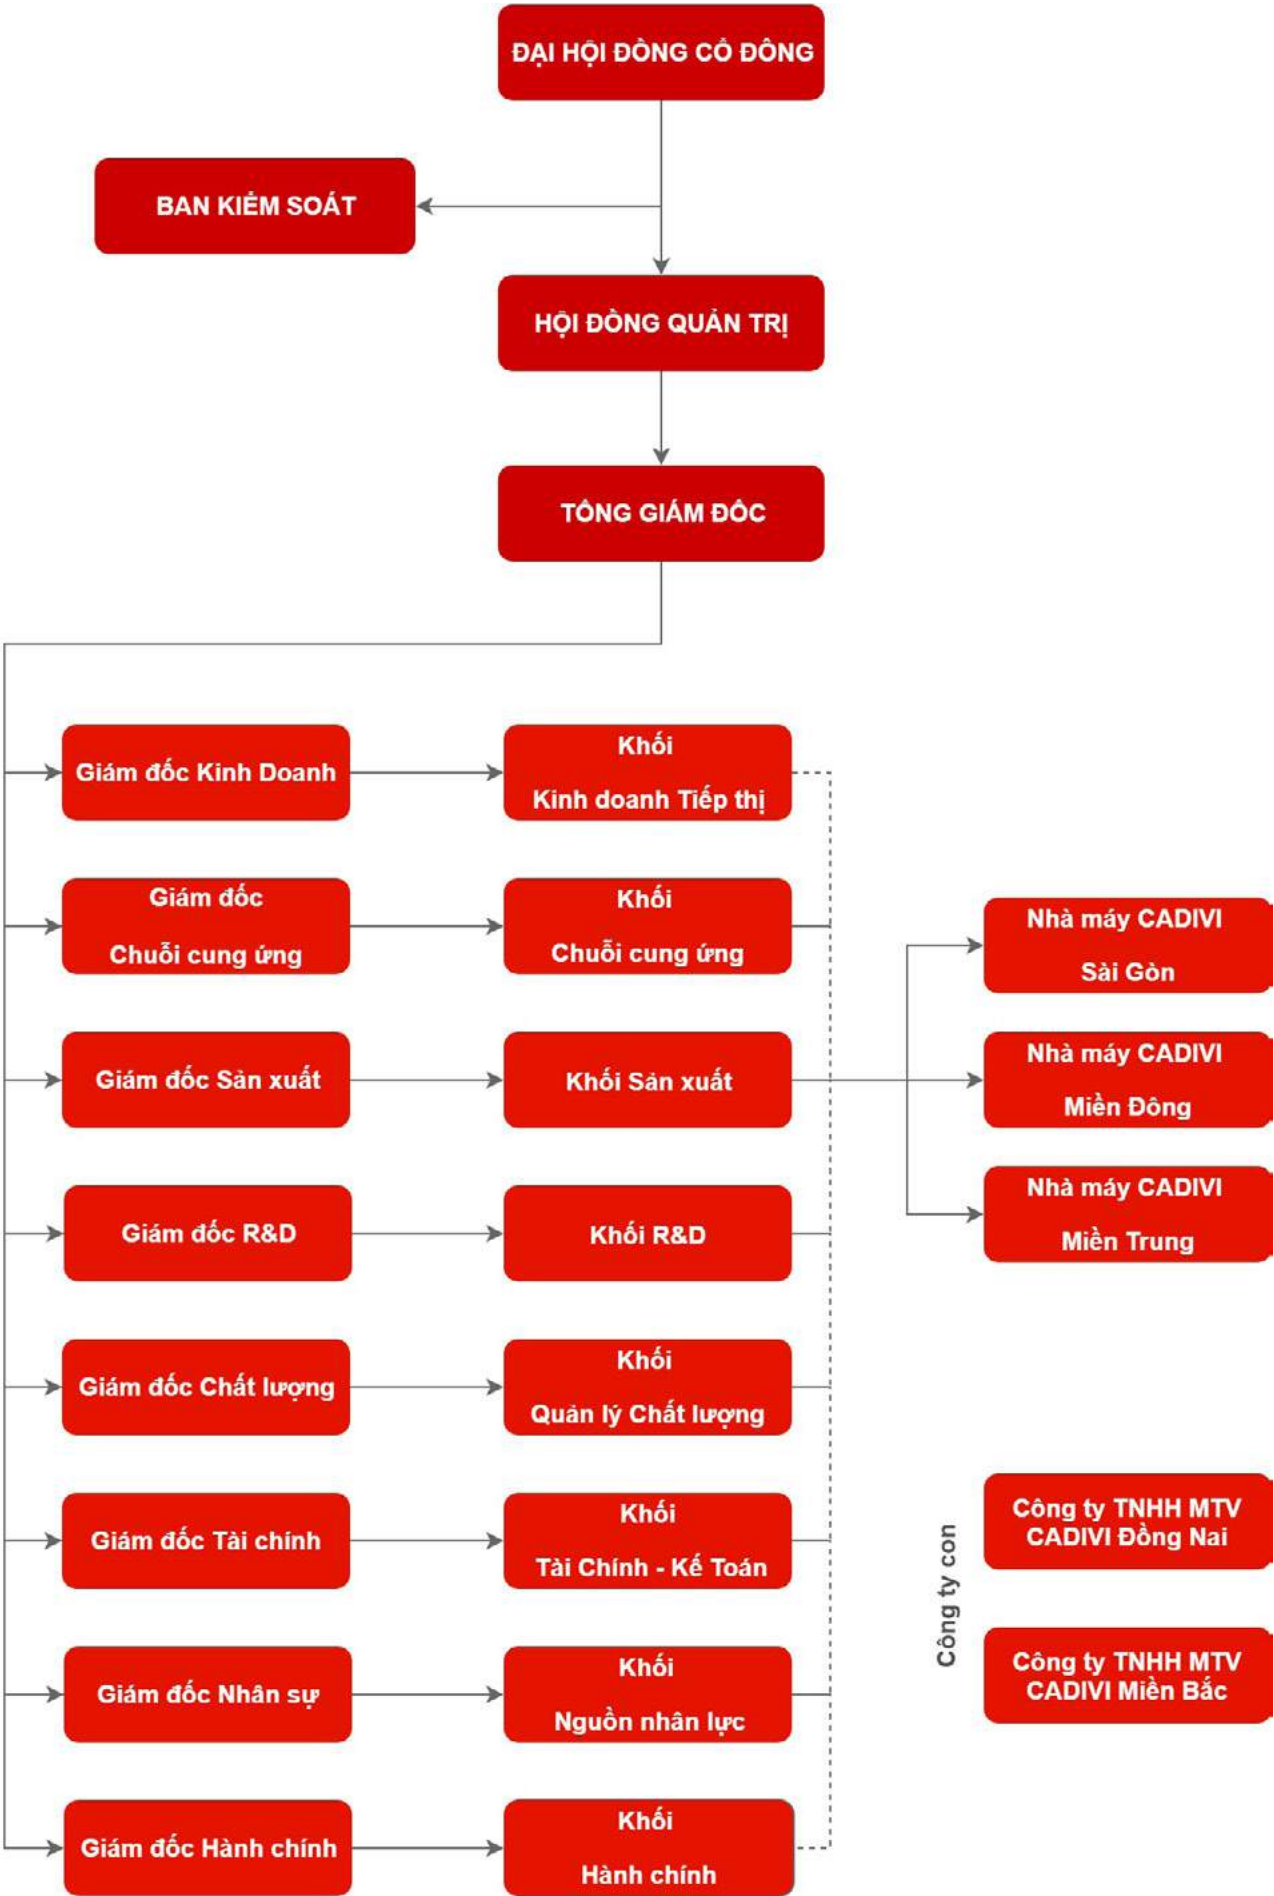 ĐẠI HỘI ĐỒNG CỔ ĐÔNG
BAN KIỂM SOÁT
HỘI ĐỒNG QUẢN TRỊ
TỔNG GIÁM ĐỐC
Giám đốc Kinh Doanh
Khối
Kinh doanh Tiếp thị
Giám đốc
Chuỗi cung ứng
Khối
Chuỗi cung ứng
Nhà máy CADIVI
Sài Gòn
Giám đốc Sản xuất
Khối Sản xuất
Nhà máy CADIVI
Miền Đông
Nhà máy CADIVI
Miền Trung
Giám đốc R&D
Khối R&D
Giám đốc Chất lượng
Khối
Quản lý Chất lượng
Giám đốc Tài chính
Khối
Tài Chính - Kế Toán
Công ty con
Công ty TNHH MTV
CADIVI Đồng Nai
Công ty TNHH MTV
CADIVI Miền Bắc
Giám đốc Nhân sự
Khối
Nguồn nhân lực
Giám đốc Hành chính
Khối
Hành chính